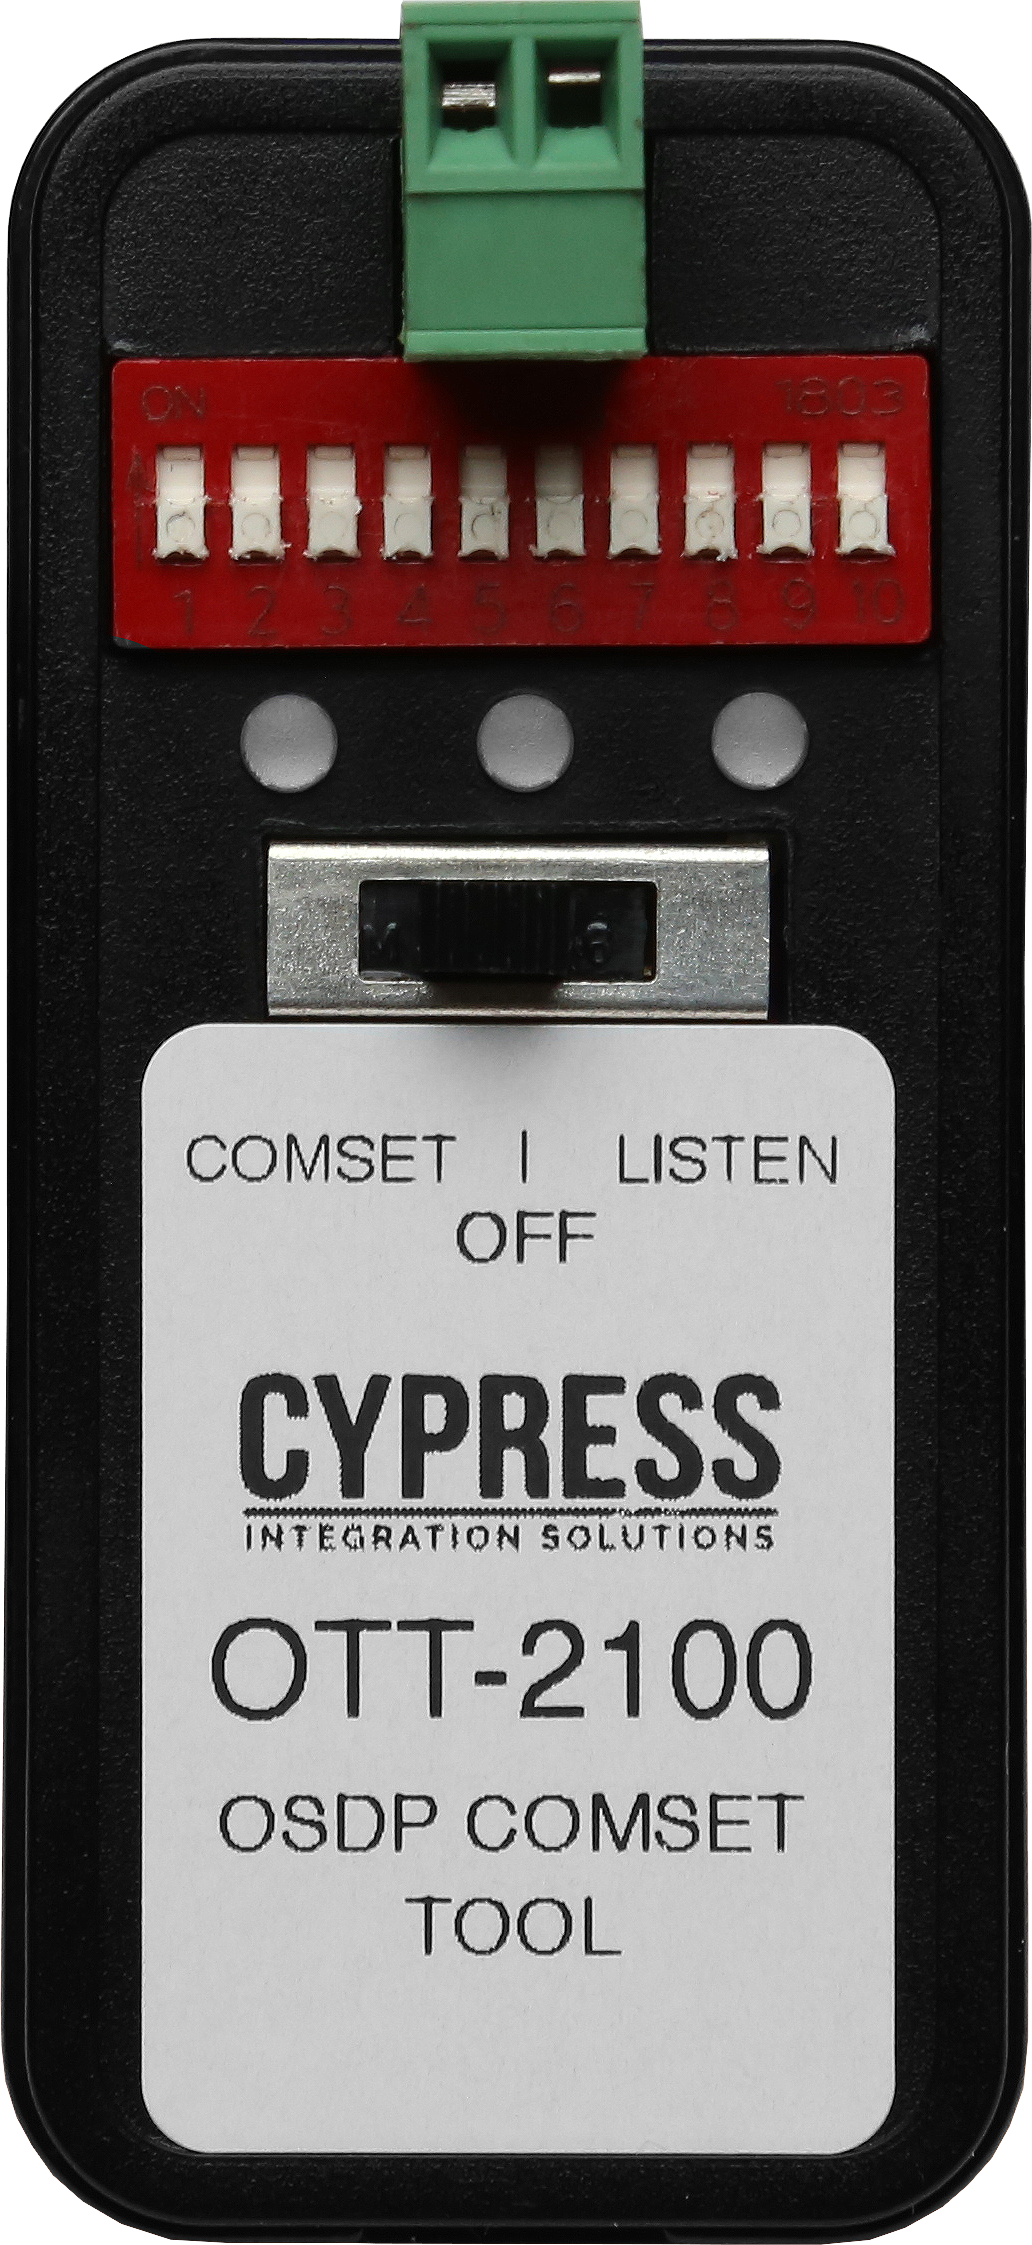 ON 1803
1 2 3 4 5 6 7 8 9 10
COMSET | LISTEN
OFF
CYPRESS
INTEGRATION SOLUTIONS
OTT-2100
OSDP COMSET
TOOL